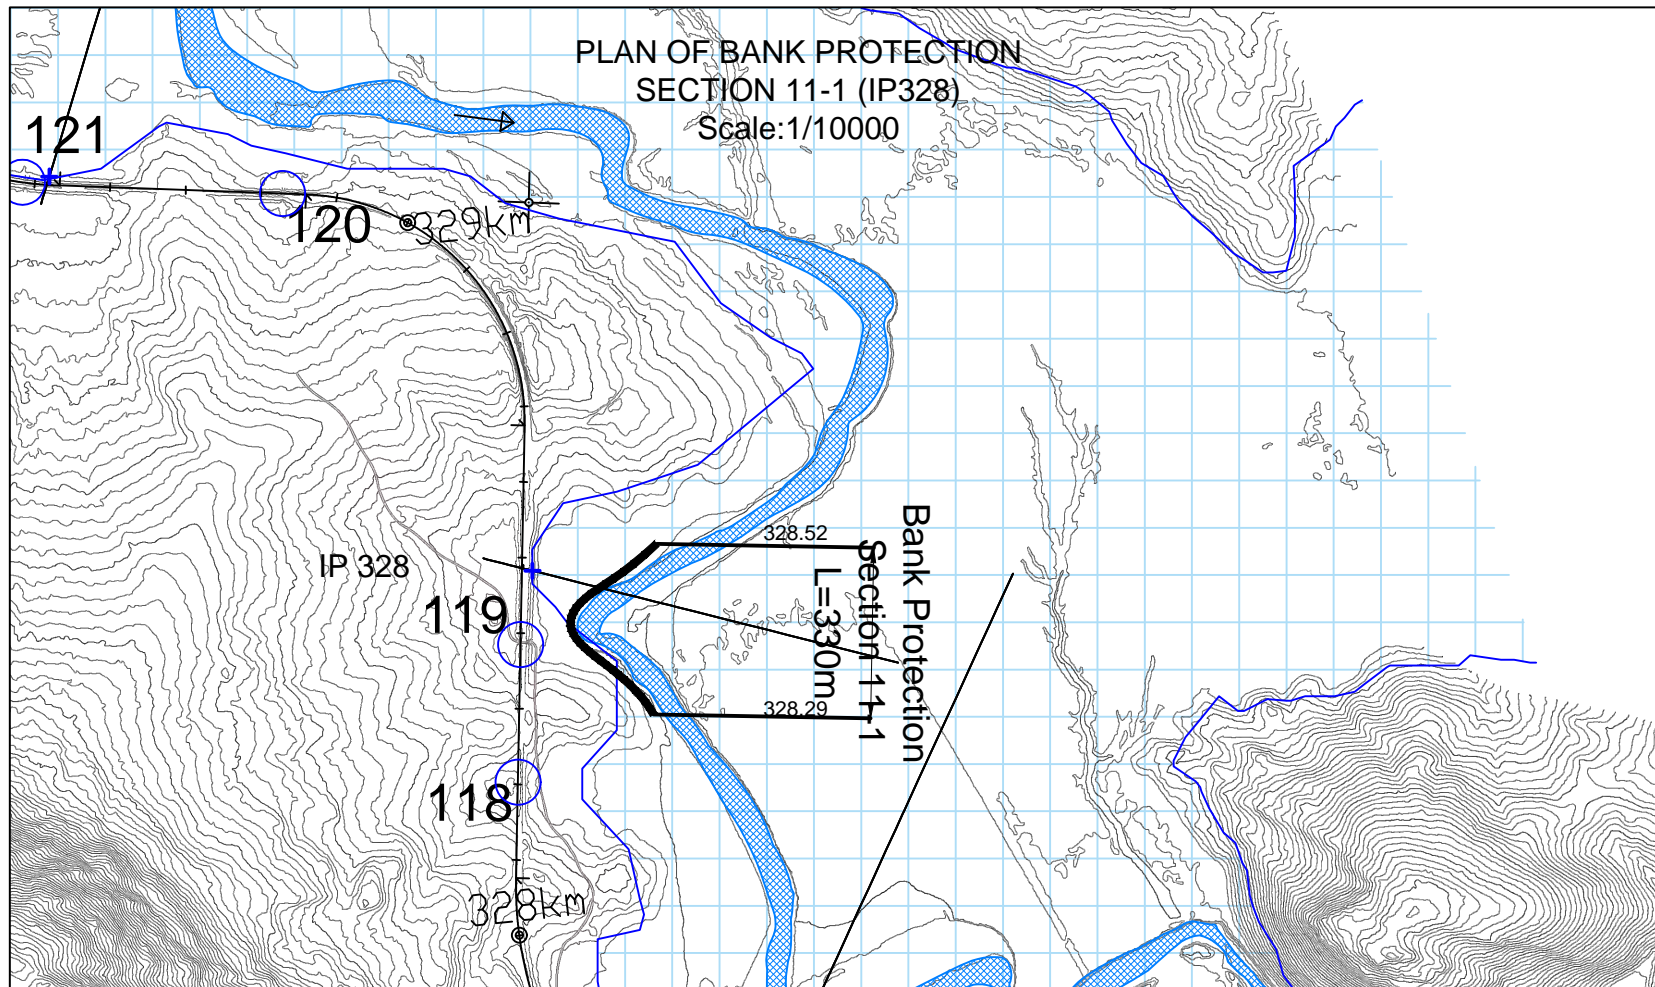 PLAN OF BANK PROTECTION
SECTION 11-1 (IP328)
Scale:1/10000
121
120
329km
328.52
IP 328
119
Bank Protection
Section 11-1
L=330m
328.29
118
328km